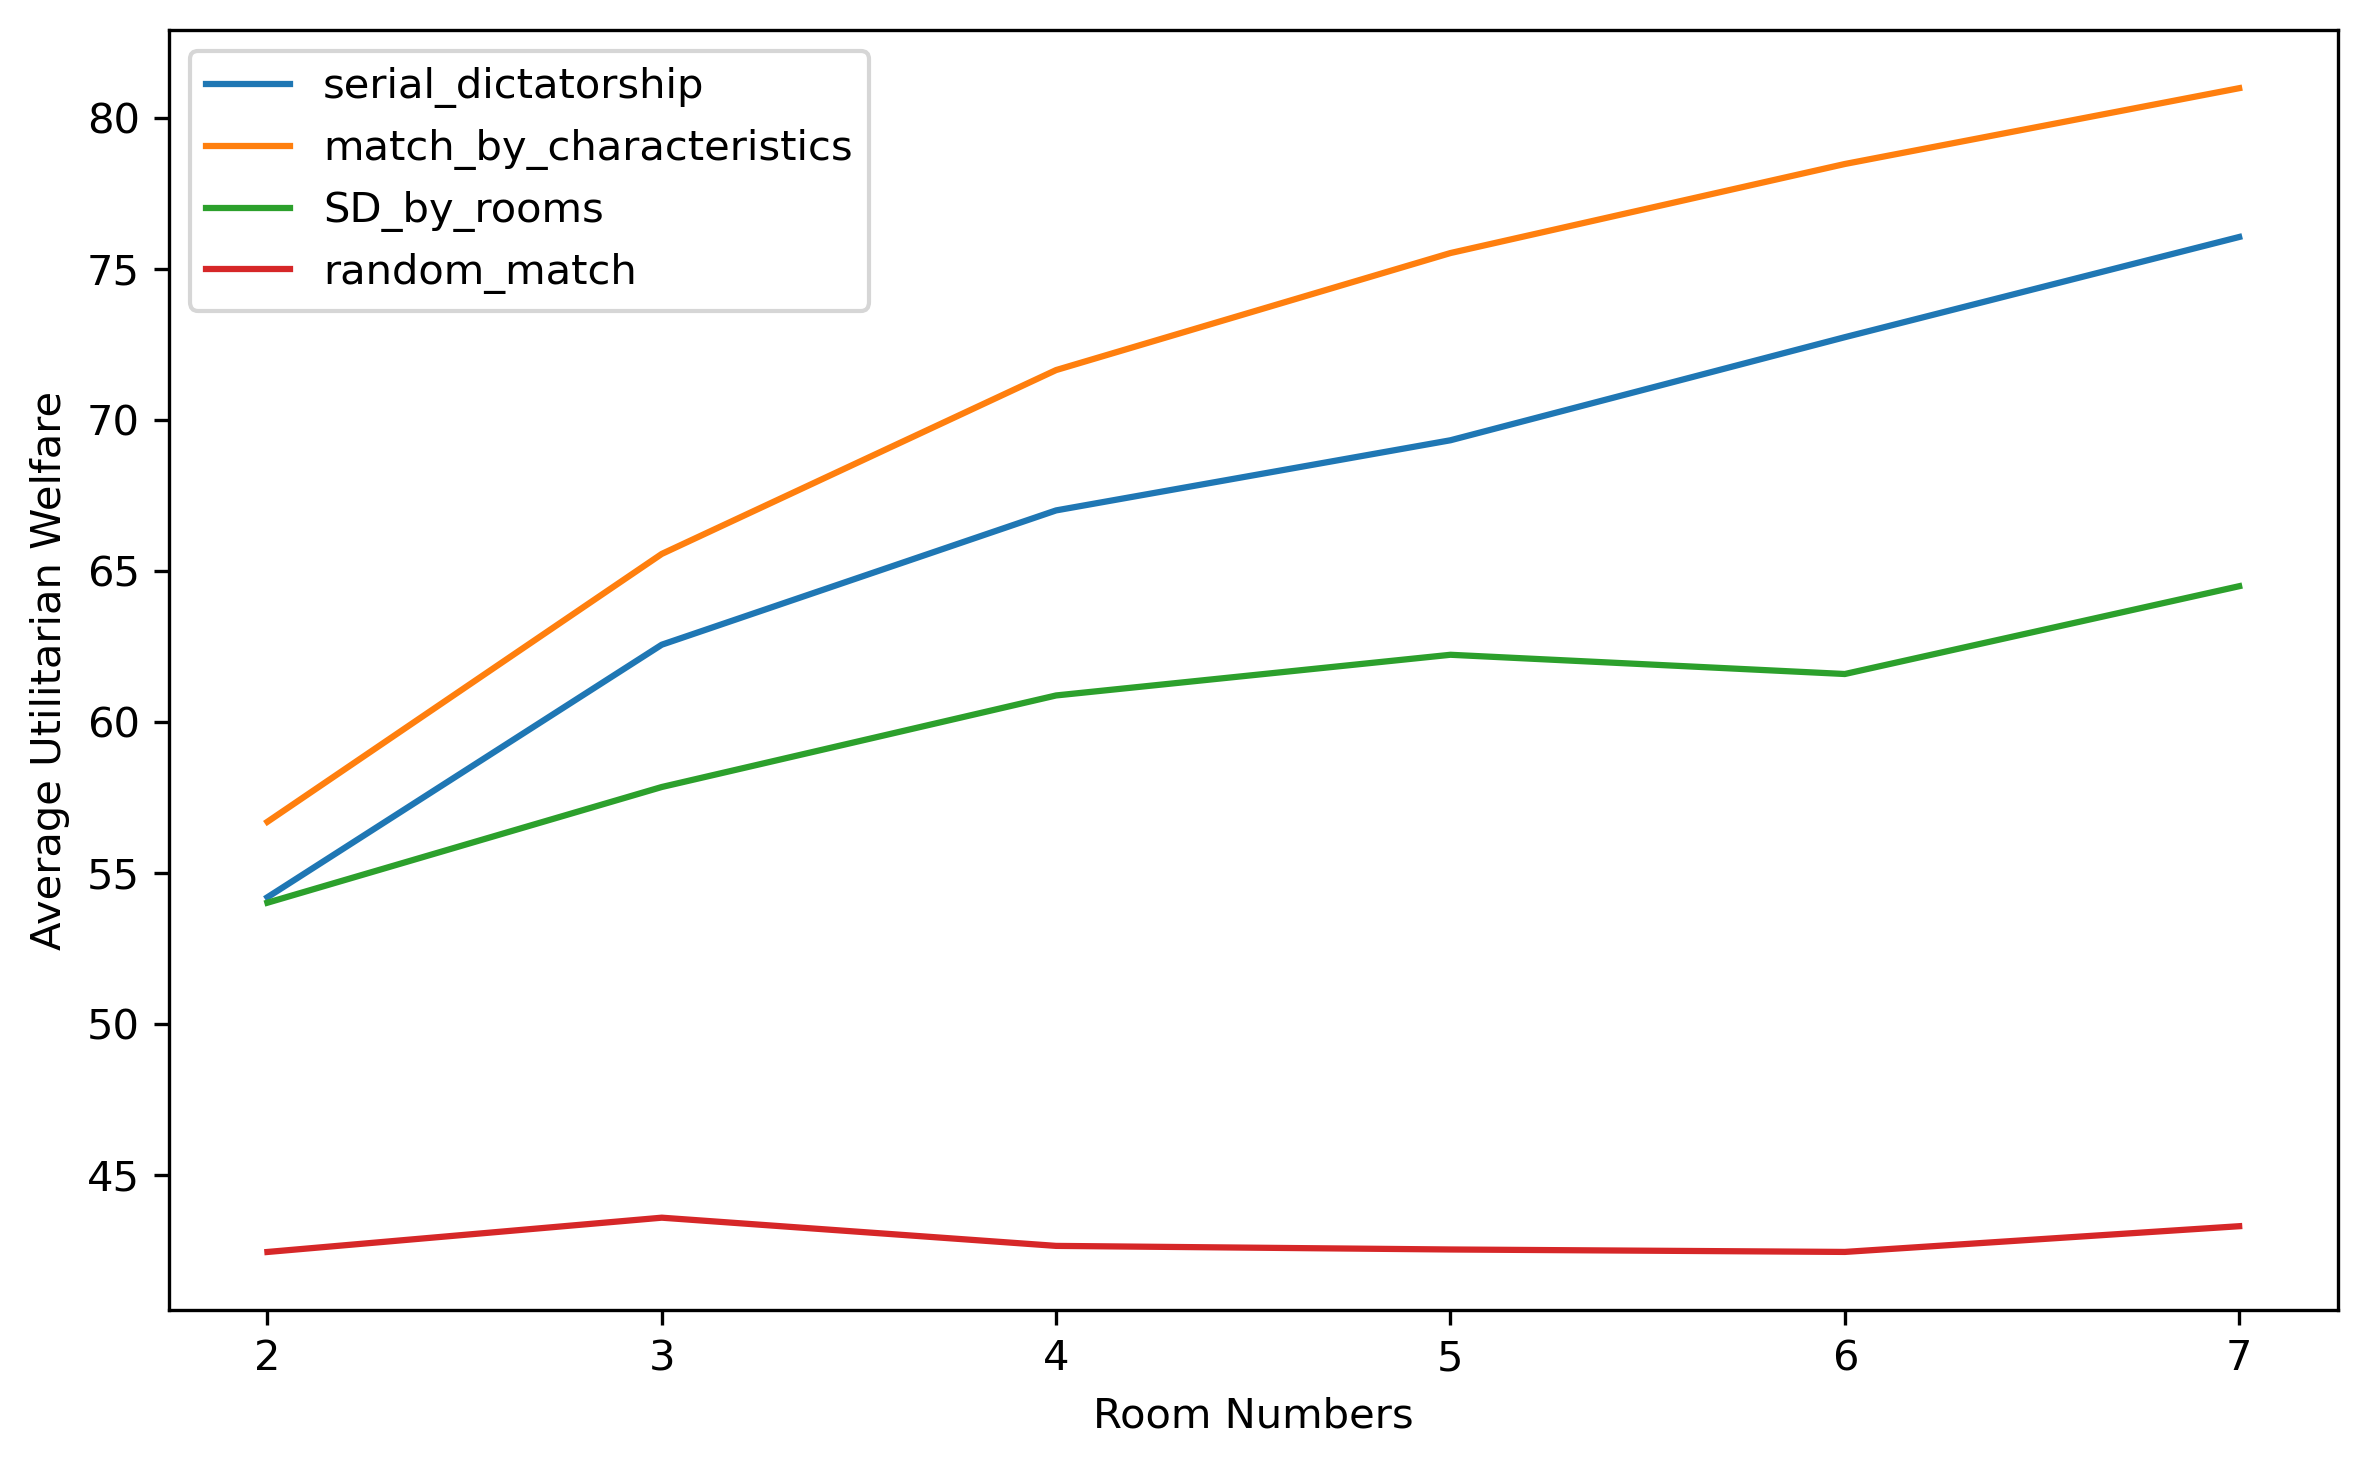 serial_dictatorship
match_by_characteristics
SD_by_rooms
random_match
80
75
70
65
60
55
50
45
Average Utilitarian Welfare
2 3 4 5 6 7
Room Numbers